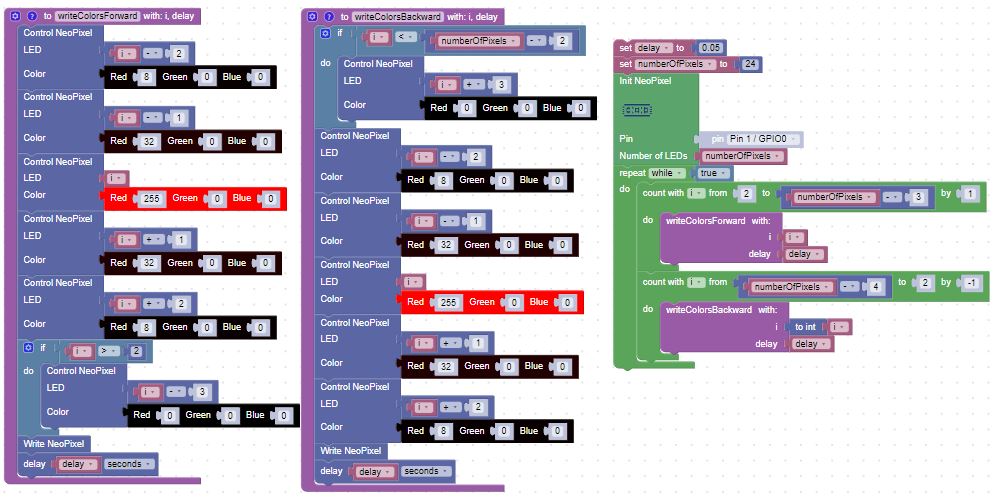 to writeColorsForward with: i, delay
Control NeoPixel
LED i - 2
Color Red 8 Green 0 Blue 0
Control NeoPixel
LED i - 1
Color Red 32 Green 0 Blue 0
Control NeoPixel
LED i
Color Red 255 Green 0 Blue 0
Control NeoPixel
LED i + 1
Color Red 32 Green 0 Blue 0
Control NeoPixel
LED i + 2
Color Red 8 Green 0 Blue 0
if i > 2
do Control NeoPixel
LED i - 3
Color Red 0 Green 0 Blue 0
Write NeoPixel
delay delay seconds
to writeColorsBackward with: i, delay
if i < numberOfPixels - 2
do Control NeoPixel
LED i + 3
Color Red 0 Green 0 Blue 0
Control NeoPixel
LED i - 2
Color Red 8 Green 0 Blue 0
Control NeoPixel
LED i - 1
Color Red 32 Green 0 Blue 0
Control NeoPixel
LED i
Color Red 255 Green 0 Blue 0
Control NeoPixel
LED i + 1
Color Red 32 Green 0 Blue 0
Control NeoPixel
LED i + 2
Color Red 8 Green 0 Blue 0
Write NeoPixel
delay delay seconds
set delay to 0.05
set numberOfPixels to 24
Init NeoPixel
Pin pin Pin 1 / GPIO0
Number of LEDs numberOfPixels
repeat while true
do count with i from 2 to numberOfPixels - 3 by 1
do writeColorsForward with:
i i
delay delay
count with i from numberOfPixels - 4 to 2 by -1
do writeColorsBackward with:
i to int i
delay delay